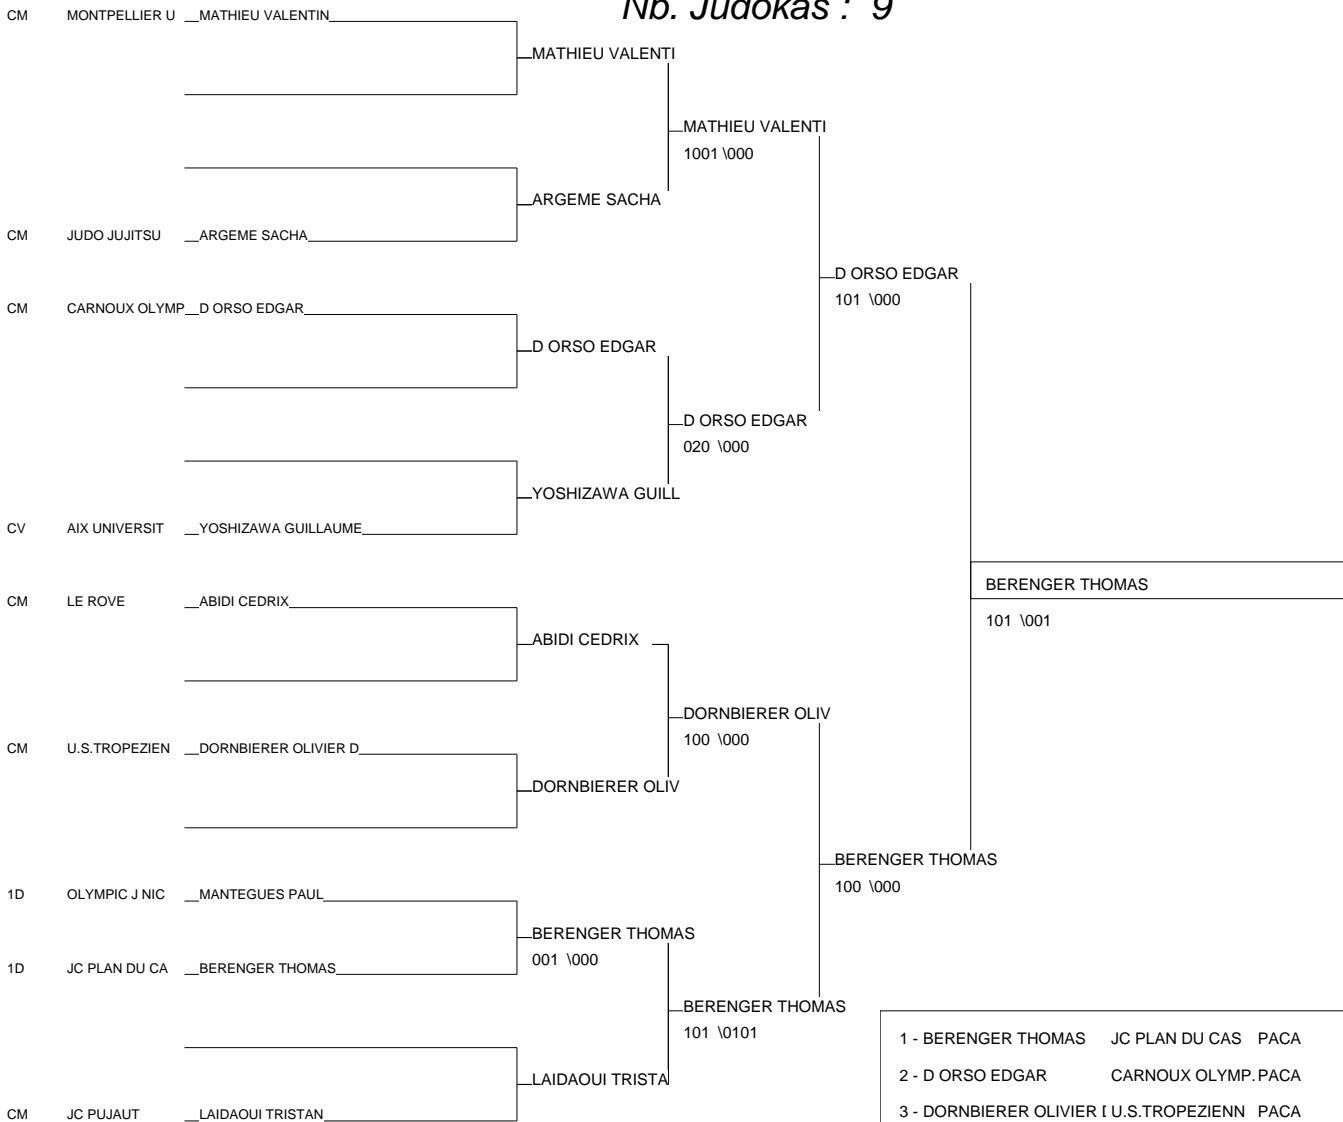 Nb. Judokas : 9
CM MONTPELLIER U MATHIEU VALENTIN
MATHIEU VALENTI
MATHIEU VALENTI
1001 \000
ARGEME SACHA
CM JUDO JUJITSU ARGEME SACHA
D ORSO EDGAR
101 \000
CM CARNOUX OLYMP D ORSO EDGAR
D ORSO EDGAR
D ORSO EDGAR
020 \000
YOSHIZAWA GUILL
CV AIX UNIVERSIT YOSHIZAWA GUILLAUME
BERENGER THOMAS
101 \001
CM LE ROVE ABIDI CEDRIX
ABIDI CEDRIX
DORNBIERER OLIV
100 \000
CM U.S.TROPEZIEN DORNBIERER OLIVIER D
DORNBIERER OLIV
BERENGER THOMAS
100 \000
1D OLYMPIC J NIC MANTEGUES PAUL
BERENGER THOMAS
001 \000
1D JC PLAN DU CA BERENGER THOMAS
BERENGER THOMAS
101 \0101
1 - BERENGER THOMAS JC PLAN DU CAS PACA
LAIDAOUI TRISTA
2 - D ORSO EDGAR CARNOUX OLYMP. PACA
CM JC PUJAUT LAIDAOUI TRISTAN
3 - DORNBIERER OLIVIER U.S.TROPEZIENN PACA